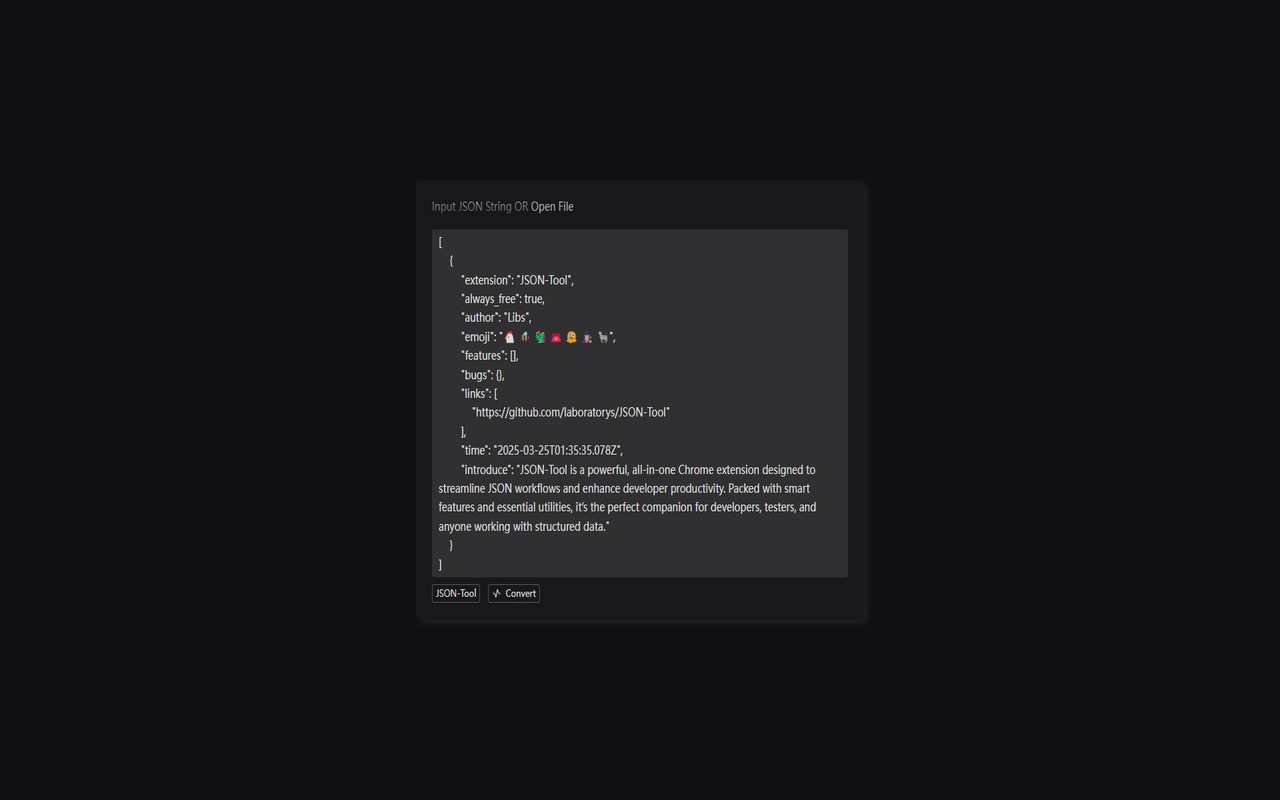 Input JSON String OR Open File
[
{
"extension": "JSON-Tool",
"always_free": true,
"author": "Libs",
"emoji": "",
"features": [],
"bugs": {},
"links": [
"https://github.com/laboratorys/JSON-Tool"
],
"time": "2025-03-25T01:35:35.078Z",
"introduce": "JSON-Tool is a powerful, all-in-one Chrome extension designed to
streamline JSON workflows and enhance developer productivity. Packed with smart
features and essential utilities, it's the perfect companion for developers, testers, and
anyone working with structured data."
}
]
JSON-Tool Convert